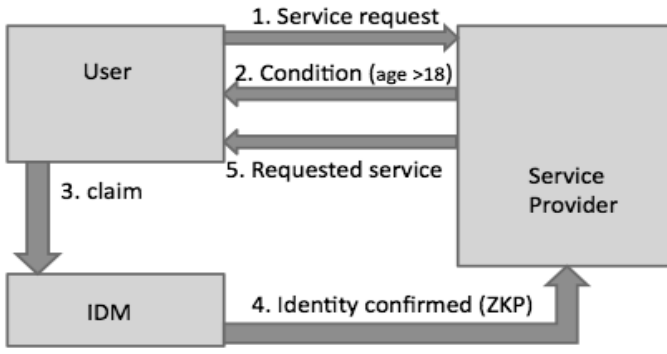 1. Service request
User
2. Condition (age >18)
5. Requested service
3. claim
Service
Provider
IDM
4. Identity confirmed (ZKP)